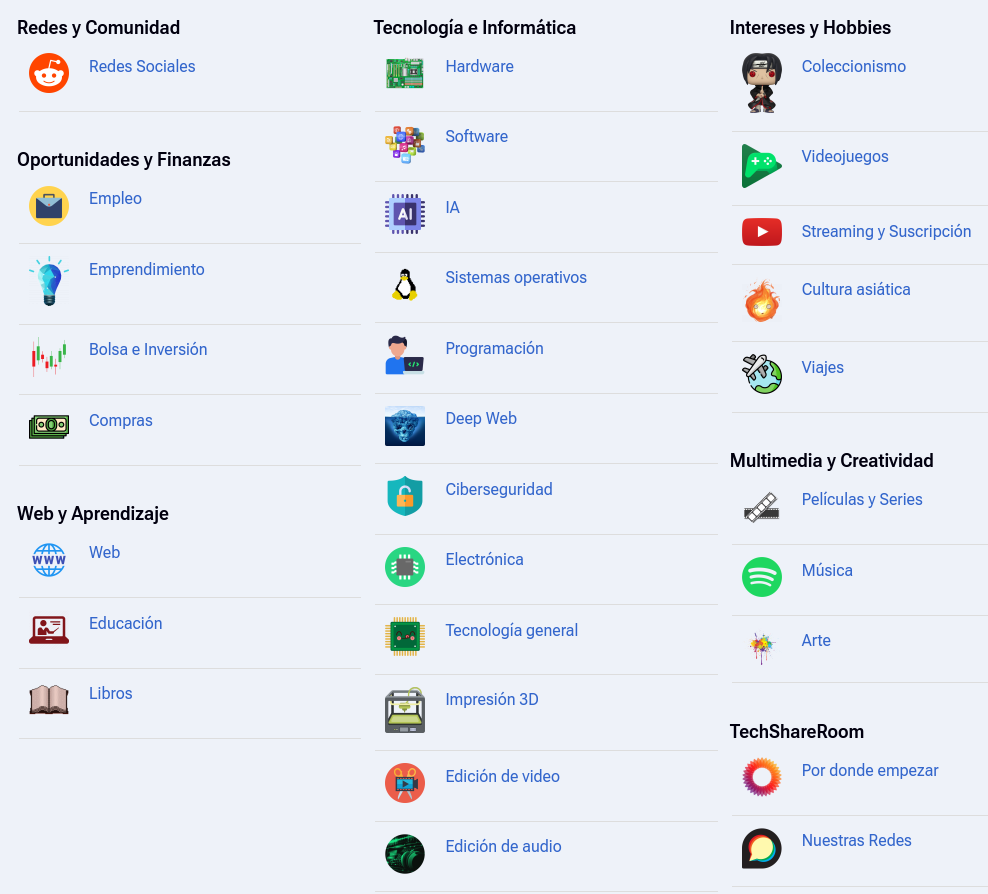 Redes y Comunidad
Redes Sociales
Oportunidades y Finanzas
Empleo
Emprendimiento
Bolsa e Inversión
Compras
Web y Aprendizaje
WWW
Web
Educación
Libros
Tecnología e Informática
Hardware
Software
AI
IA
Sistemas operativos
Programación
Deep Web
Ciberseguridad
Electrónica
Tecnología general
Impresión 3D
Edición de video
Edición de audio
Intereses y Hobbies
Coleccionismo
Videojuegos
Streaming y Suscripción
Cultura asiática
Viajes
Multimedia y Creatividad
Películas y Series
Música
Arte
TechShareRoom
Por donde empezar
Nuestras Redes